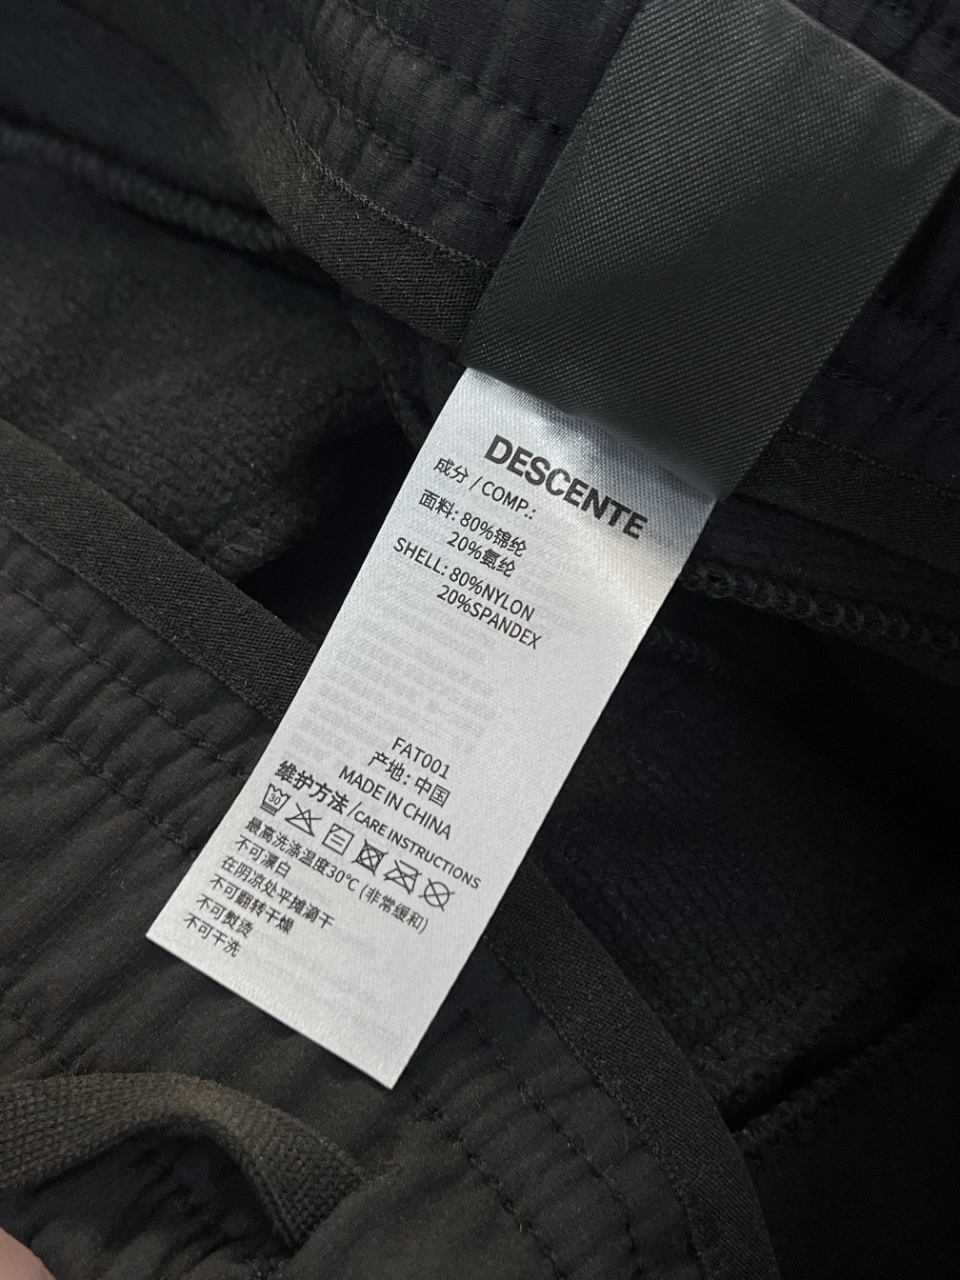 DESCENTE
成分 / COMP.:
面料: 80%锦纶
20%氨纶
SHELL: 80%NYLON
20%SPANDEX
FAT001
产地: 中国
MADE IN CHINA
维护方法 /CARE INSTRUCTIONS
30
最高洗涤温度30℃ (非常缓和)
不可漂白
在阴凉处平摊滴干
不可翻转干燥
不可熨烫
不可干洗